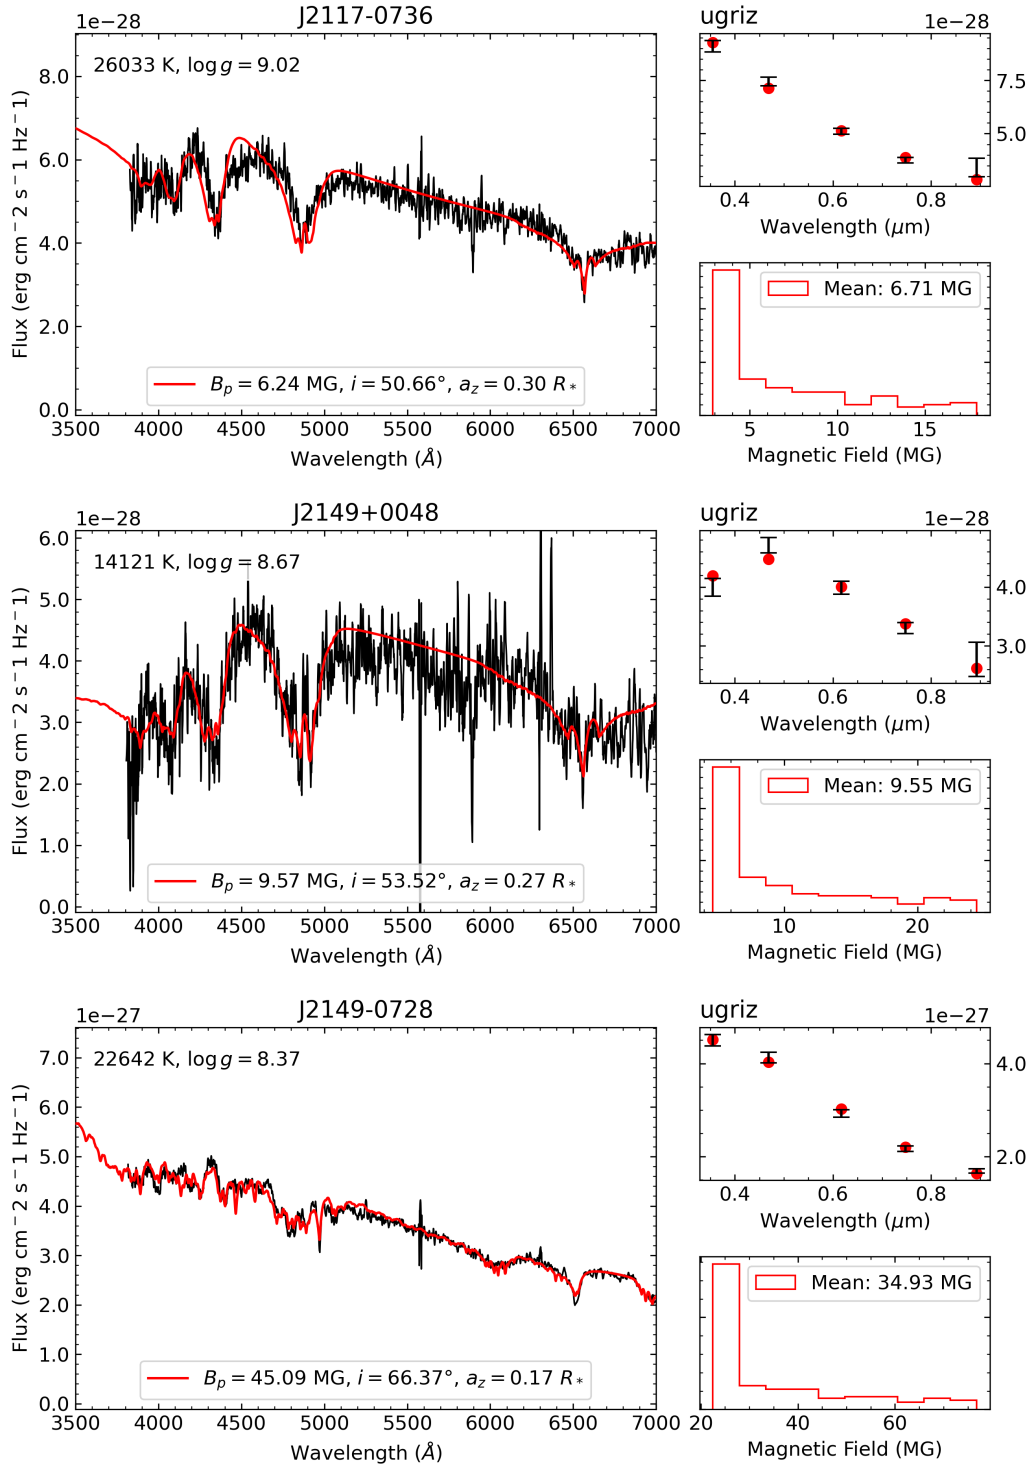 J2117-0736
1e−28
26033 K, log g = 9.02
Flux (erg cm−2 s−1 Hz−1)
8.0
6.0
4.0
2.0
0.0
B_p = 6.24 MG, i = 50.66°, a_z = 0.30 R_*
3500 4000 4500 5000 5500 6000 6500 7000
Wavelength (Å)
ugriz
1e−28
7.5
5.0
0.4 0.6 0.8
Wavelength (μm)
Mean: 6.71 MG
5 10 15
Magnetic Field (MG)
J2149+0048
1e−28
14121 K, log g = 8.67
Flux (erg cm−2 s−1 Hz−1)
6.0
5.0
4.0
3.0
2.0
1.0
0.0
B_p = 9.57 MG, i = 53.52°, a_z = 0.27 R_*
3500 4000 4500 5000 5500 6000 6500 7000
Wavelength (Å)
ugriz
1e−28
4.0
3.0
0.4 0.6 0.8
Wavelength (μm)
Mean: 9.55 MG
10 20
Magnetic Field (MG)
J2149-0728
1e−27
22642 K, log g = 8.37
Flux (erg cm−2 s−1 Hz−1)
7.0
6.0
5.0
4.0
3.0
2.0
1.0
0.0
B_p = 45.09 MG, i = 66.37°, a_z = 0.17 R_*
3500 4000 4500 5000 5500 6000 6500 7000
Wavelength (Å)
ugriz
1e−27
4.0
2.0
0.4 0.6 0.8
Wavelength (μm)
Mean: 34.93 MG
20 40 60
Magnetic Field (MG)